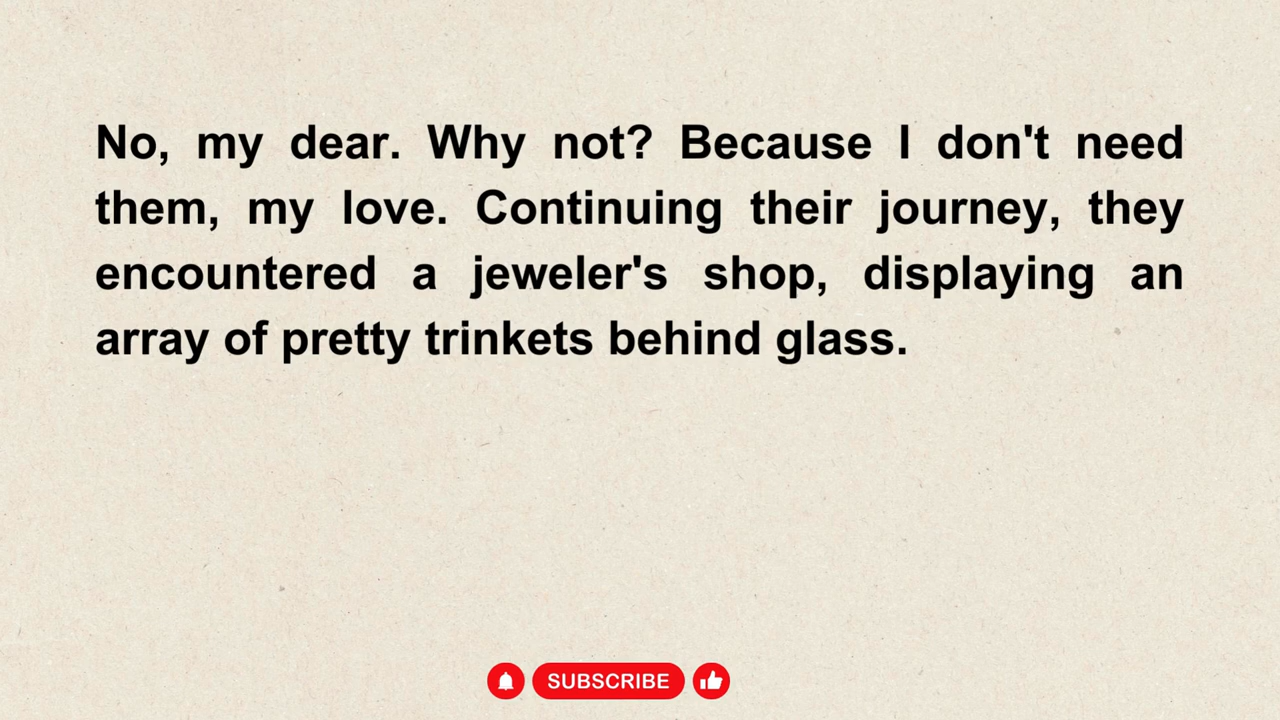 No, my dear. Why not? Because I don't need
them, my love. Continuing their journey, they
encountered a jeweler's shop, displaying an
array of pretty trinkets behind glass.
SUBSCRIBE